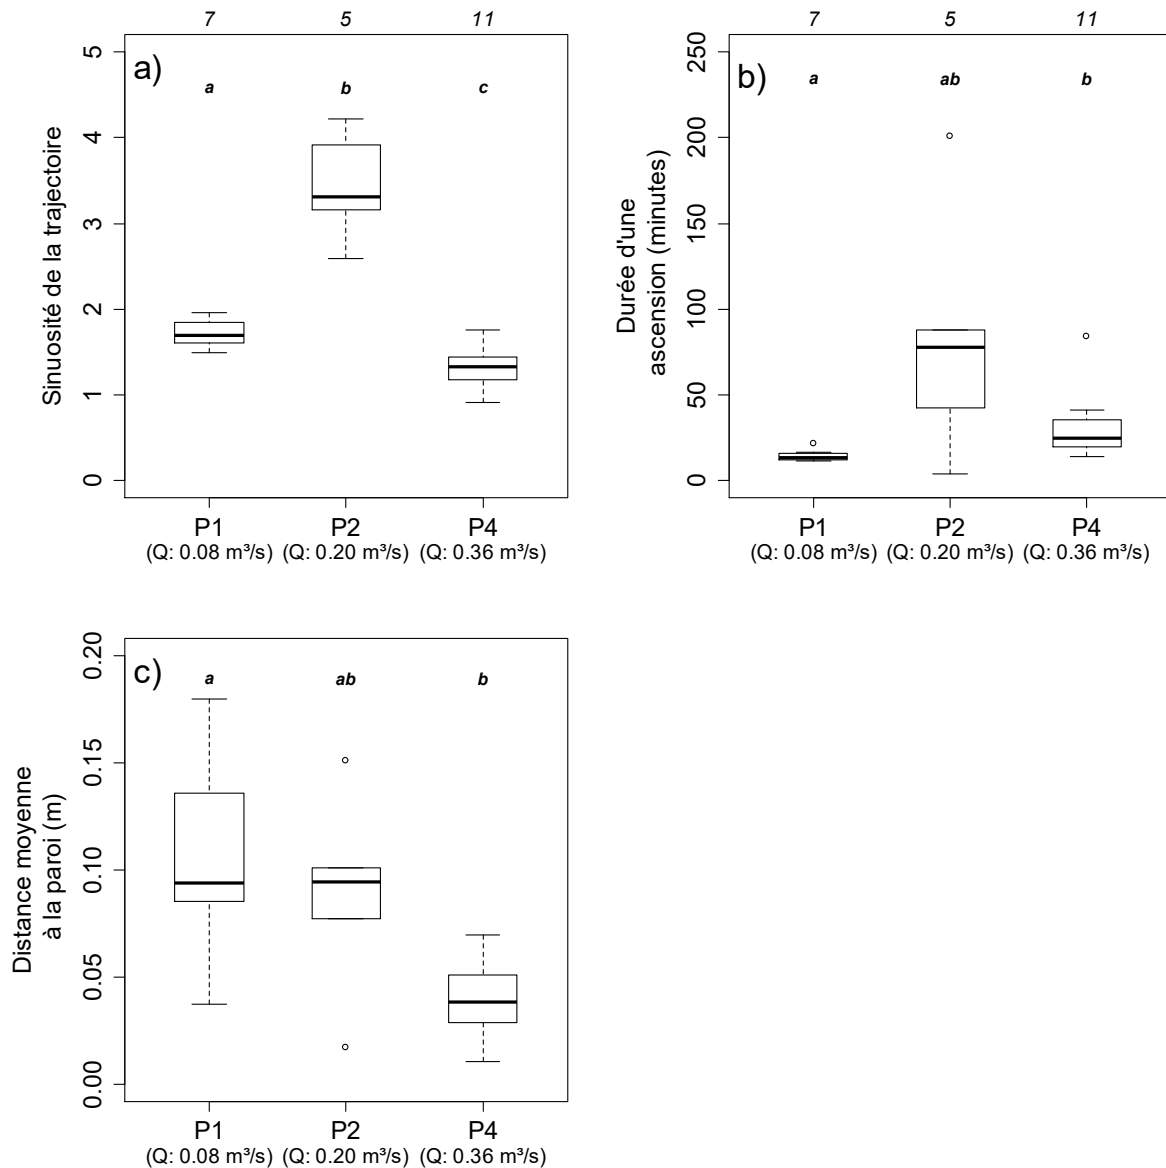 7 5 11
a)
a b c
Sinuosité de la trajectoire
5
4
3
2
1
0
P1 P2 P4
(Q: 0.08 m³/s) (Q: 0.20 m³/s) (Q: 0.36 m³/s)
7 5 11
b)
a ab b
Durée d'une
ascension (minutes)
250
200
150
100
50
0
P1 P2 P4
(Q: 0.08 m³/s) (Q: 0.20 m³/s) (Q: 0.36 m³/s)
c)
a ab b
Distance moyenne
à la paroi (m)
0.20
0.15
0.10
0.05
0.00
P1 P2 P4
(Q: 0.08 m³/s) (Q: 0.20 m³/s) (Q: 0.36 m³/s)